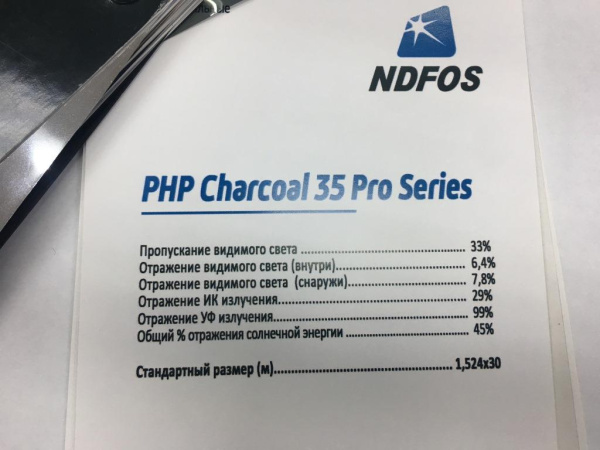 NDFOS
PHP Charcoal 35 Pro Series
Пропускание видимого света ........................................ 33%
Отражение видимого света (внутри)................................ 6,4%
Отражение видимого света (снаружи)............................. 7,8%
Отражение ИК излучения............................................... 29%
Отражение УФ излучения............................................... 99%
Общий % отражения солнечной энергии .......................... 45%
Стандартный размер (м).......................................... 1,524х30